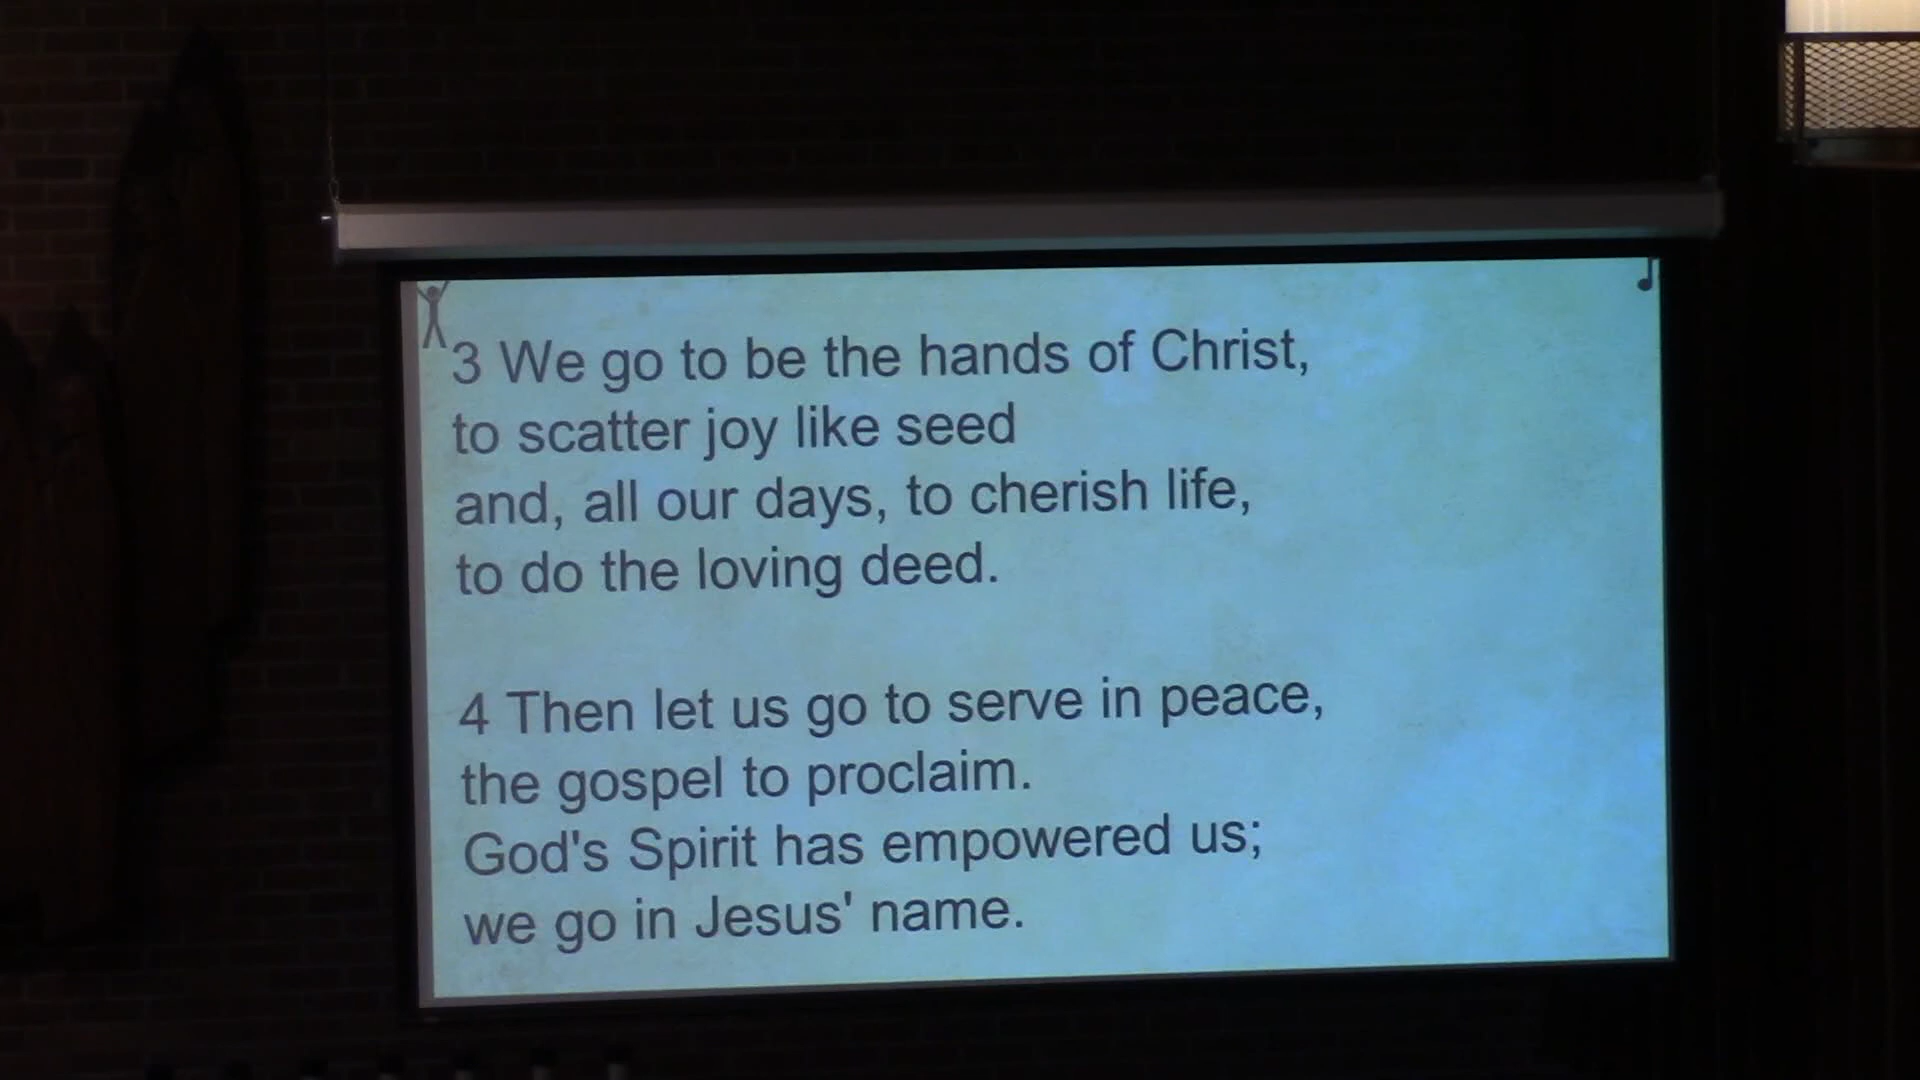 3 We go to be the hands of Christ,
to scatter joy like seed
and, all our days, to cherish life,
to do the loving deed.
4 Then let us go to serve in peace,
the gospel to proclaim.
God's Spirit has empowered us;
we go in Jesus' name.